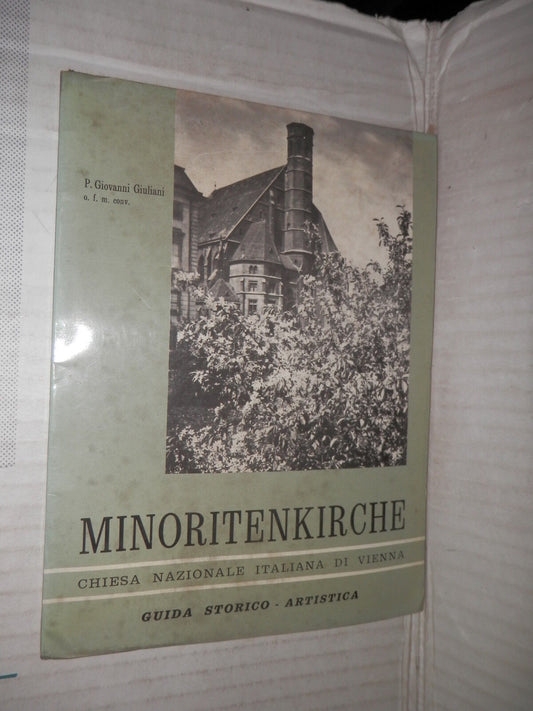 P. Giovanni Giuliani
o. f. m. conv.
MINORITENKIRCHE
CHIESA NAZIONALE ITALIANA DI VIENNA
GUIDA STORICO - ARTISTICA